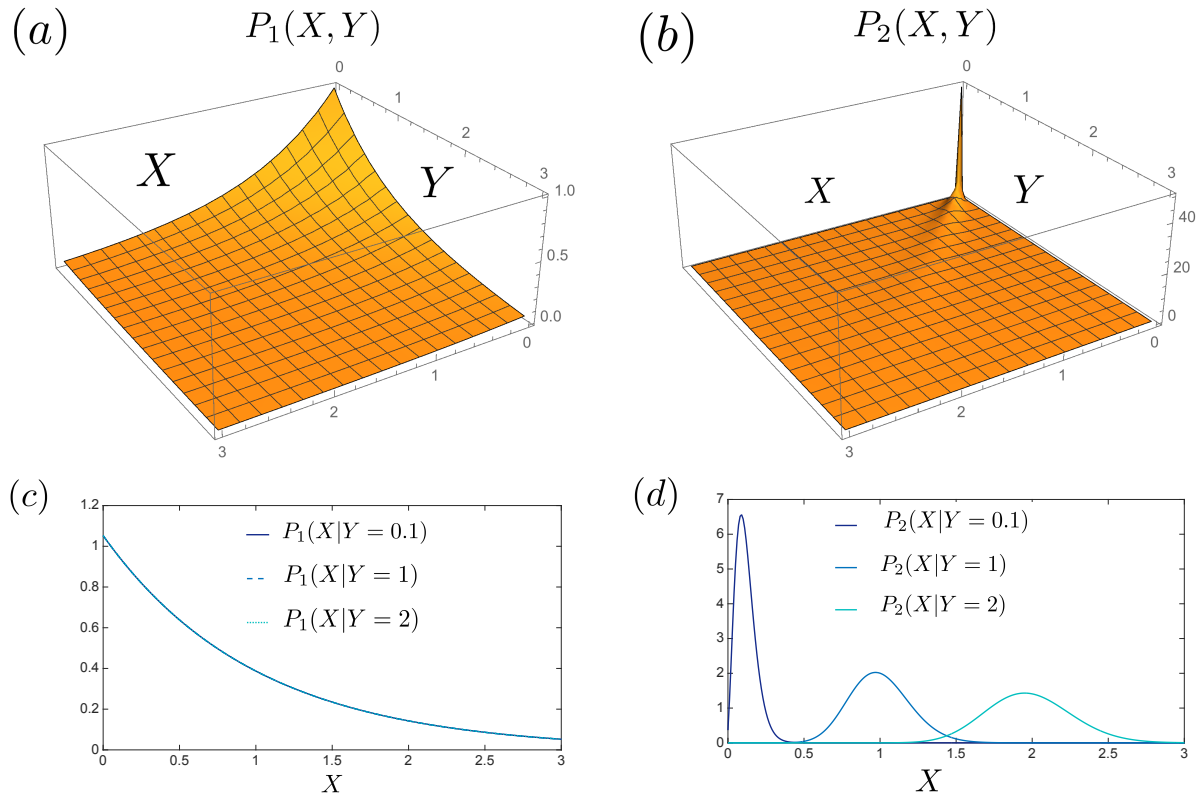 (a)
P₁(X, Y)
0
1
2
3
1.0
0.5
0.0
0
1
2
3
X
Y
(b)
P₂(X, Y)
0
1
2
3
40
20
0
0
1
2
3
X
Y
(c)
1.2
1
0.8
0.6
0.4
0.2
0
0
0.5
1
1.5
2
2.5
3
P₁(X|Y = 0.1)
P₁(X|Y = 1)
P₁(X|Y = 2)
X
(d)
7
6
5
4
3
2
1
0
0
0.5
1
1.5
2
2.5
3
P₂(X|Y = 0.1)
P₂(X|Y = 1)
P₂(X|Y = 2)
X